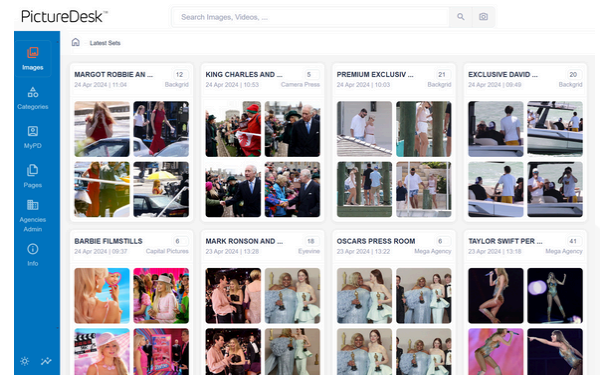 PictureDesk™
Search Images, Videos, ...
Images
Categories
MyPD
Pages
Agencies
Admin
Info
Latest Sets
MARGOT ROBBIE AN ... 12
24 Apr 2024 | 11:04 Backgrid
KING CHARLES AND ... 5
24 Apr 2024 | 10:53 Camera Press
PREMIUM EXCLUSIV ... 21
24 Apr 2024 | 10:03 Backgrid
EXCLUSIVE DAVID ... 20
24 Apr 2024 | 09:49 Backgrid
BARBIE FILMSTILLS 6
24 Apr 2024 | 09:37 Capital Pictures
MARK RONSON AND ... 18
23 Apr 2024 | 13:28 Eyevine
OSCARS PRESS ROOM 6
23 Apr 2024 | 13:22 Mega Agency
TAYLOR SWIFT PER ... 41
23 Apr 2024 | 13:18 Mega Agency